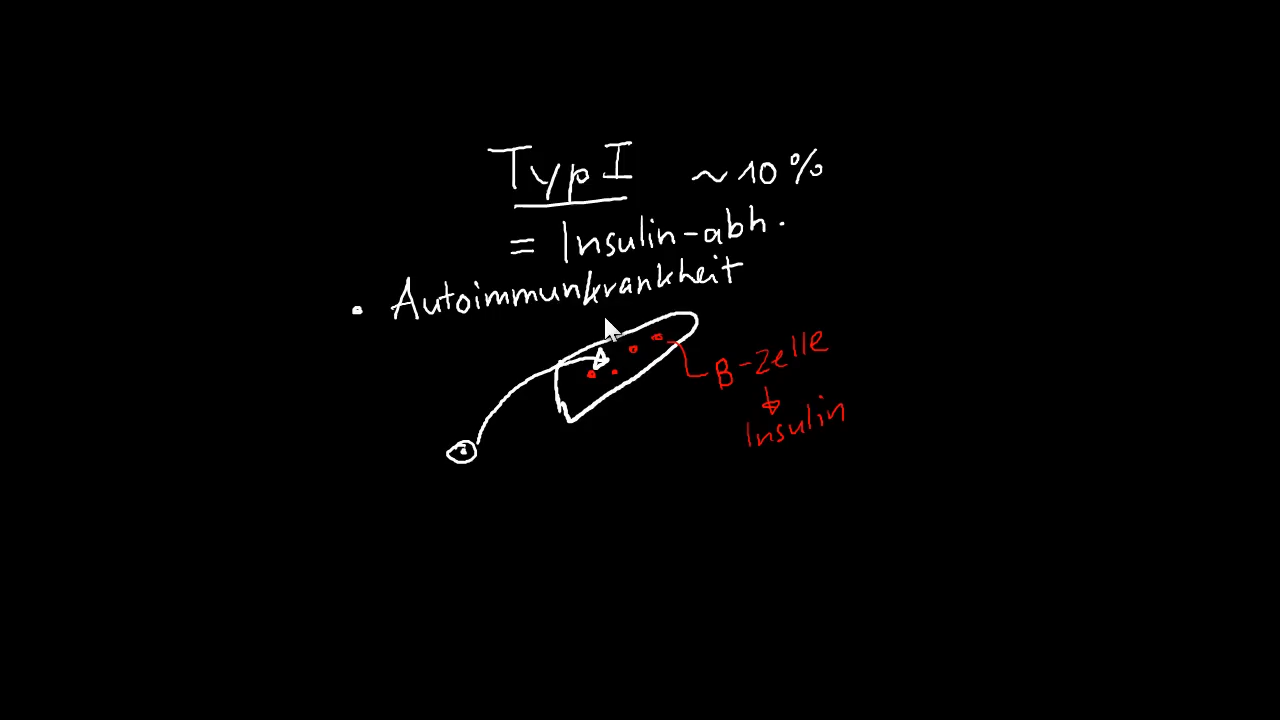 Typ I ~10%
= Insulin-abh.
• Autoimmunkrankheit
B-Zelle
Insulin